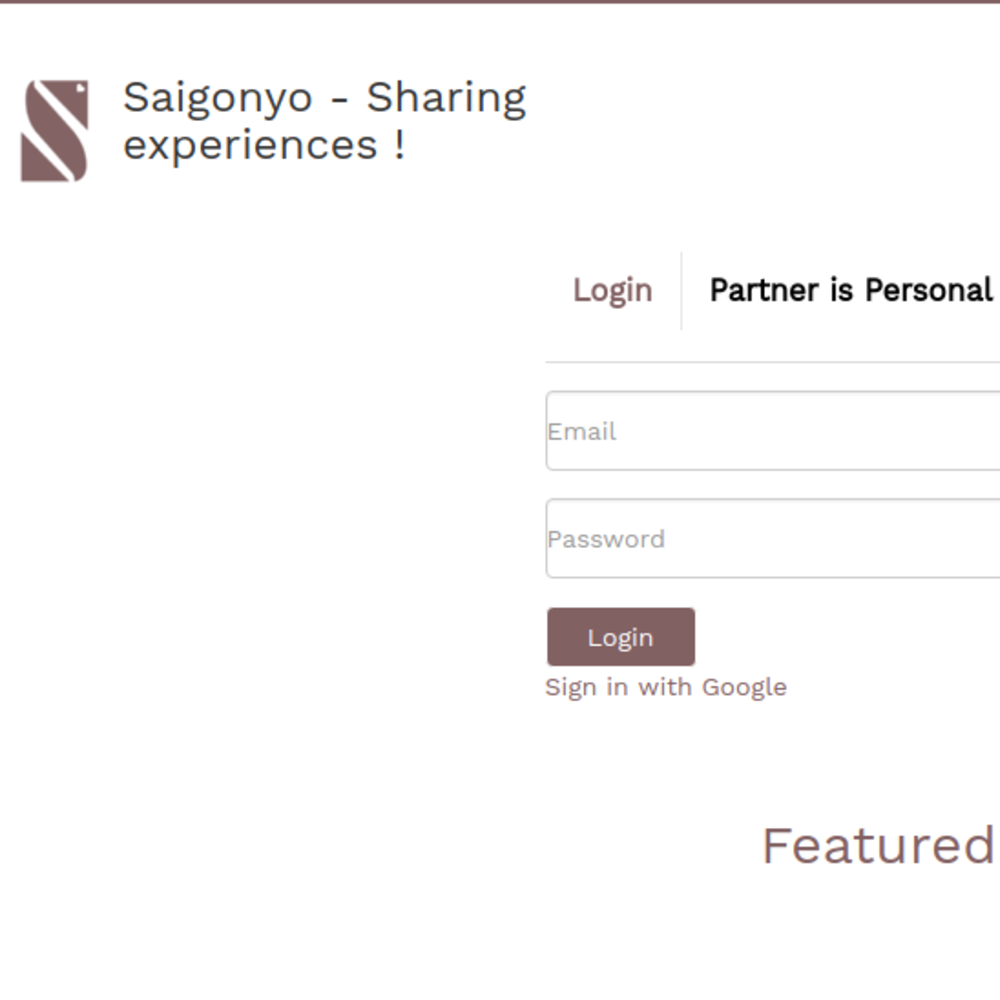 Saigonyo - Sharing
experiences !
Login
Partner is Personal
Email
Password
Login
Sign in with Google
Featured